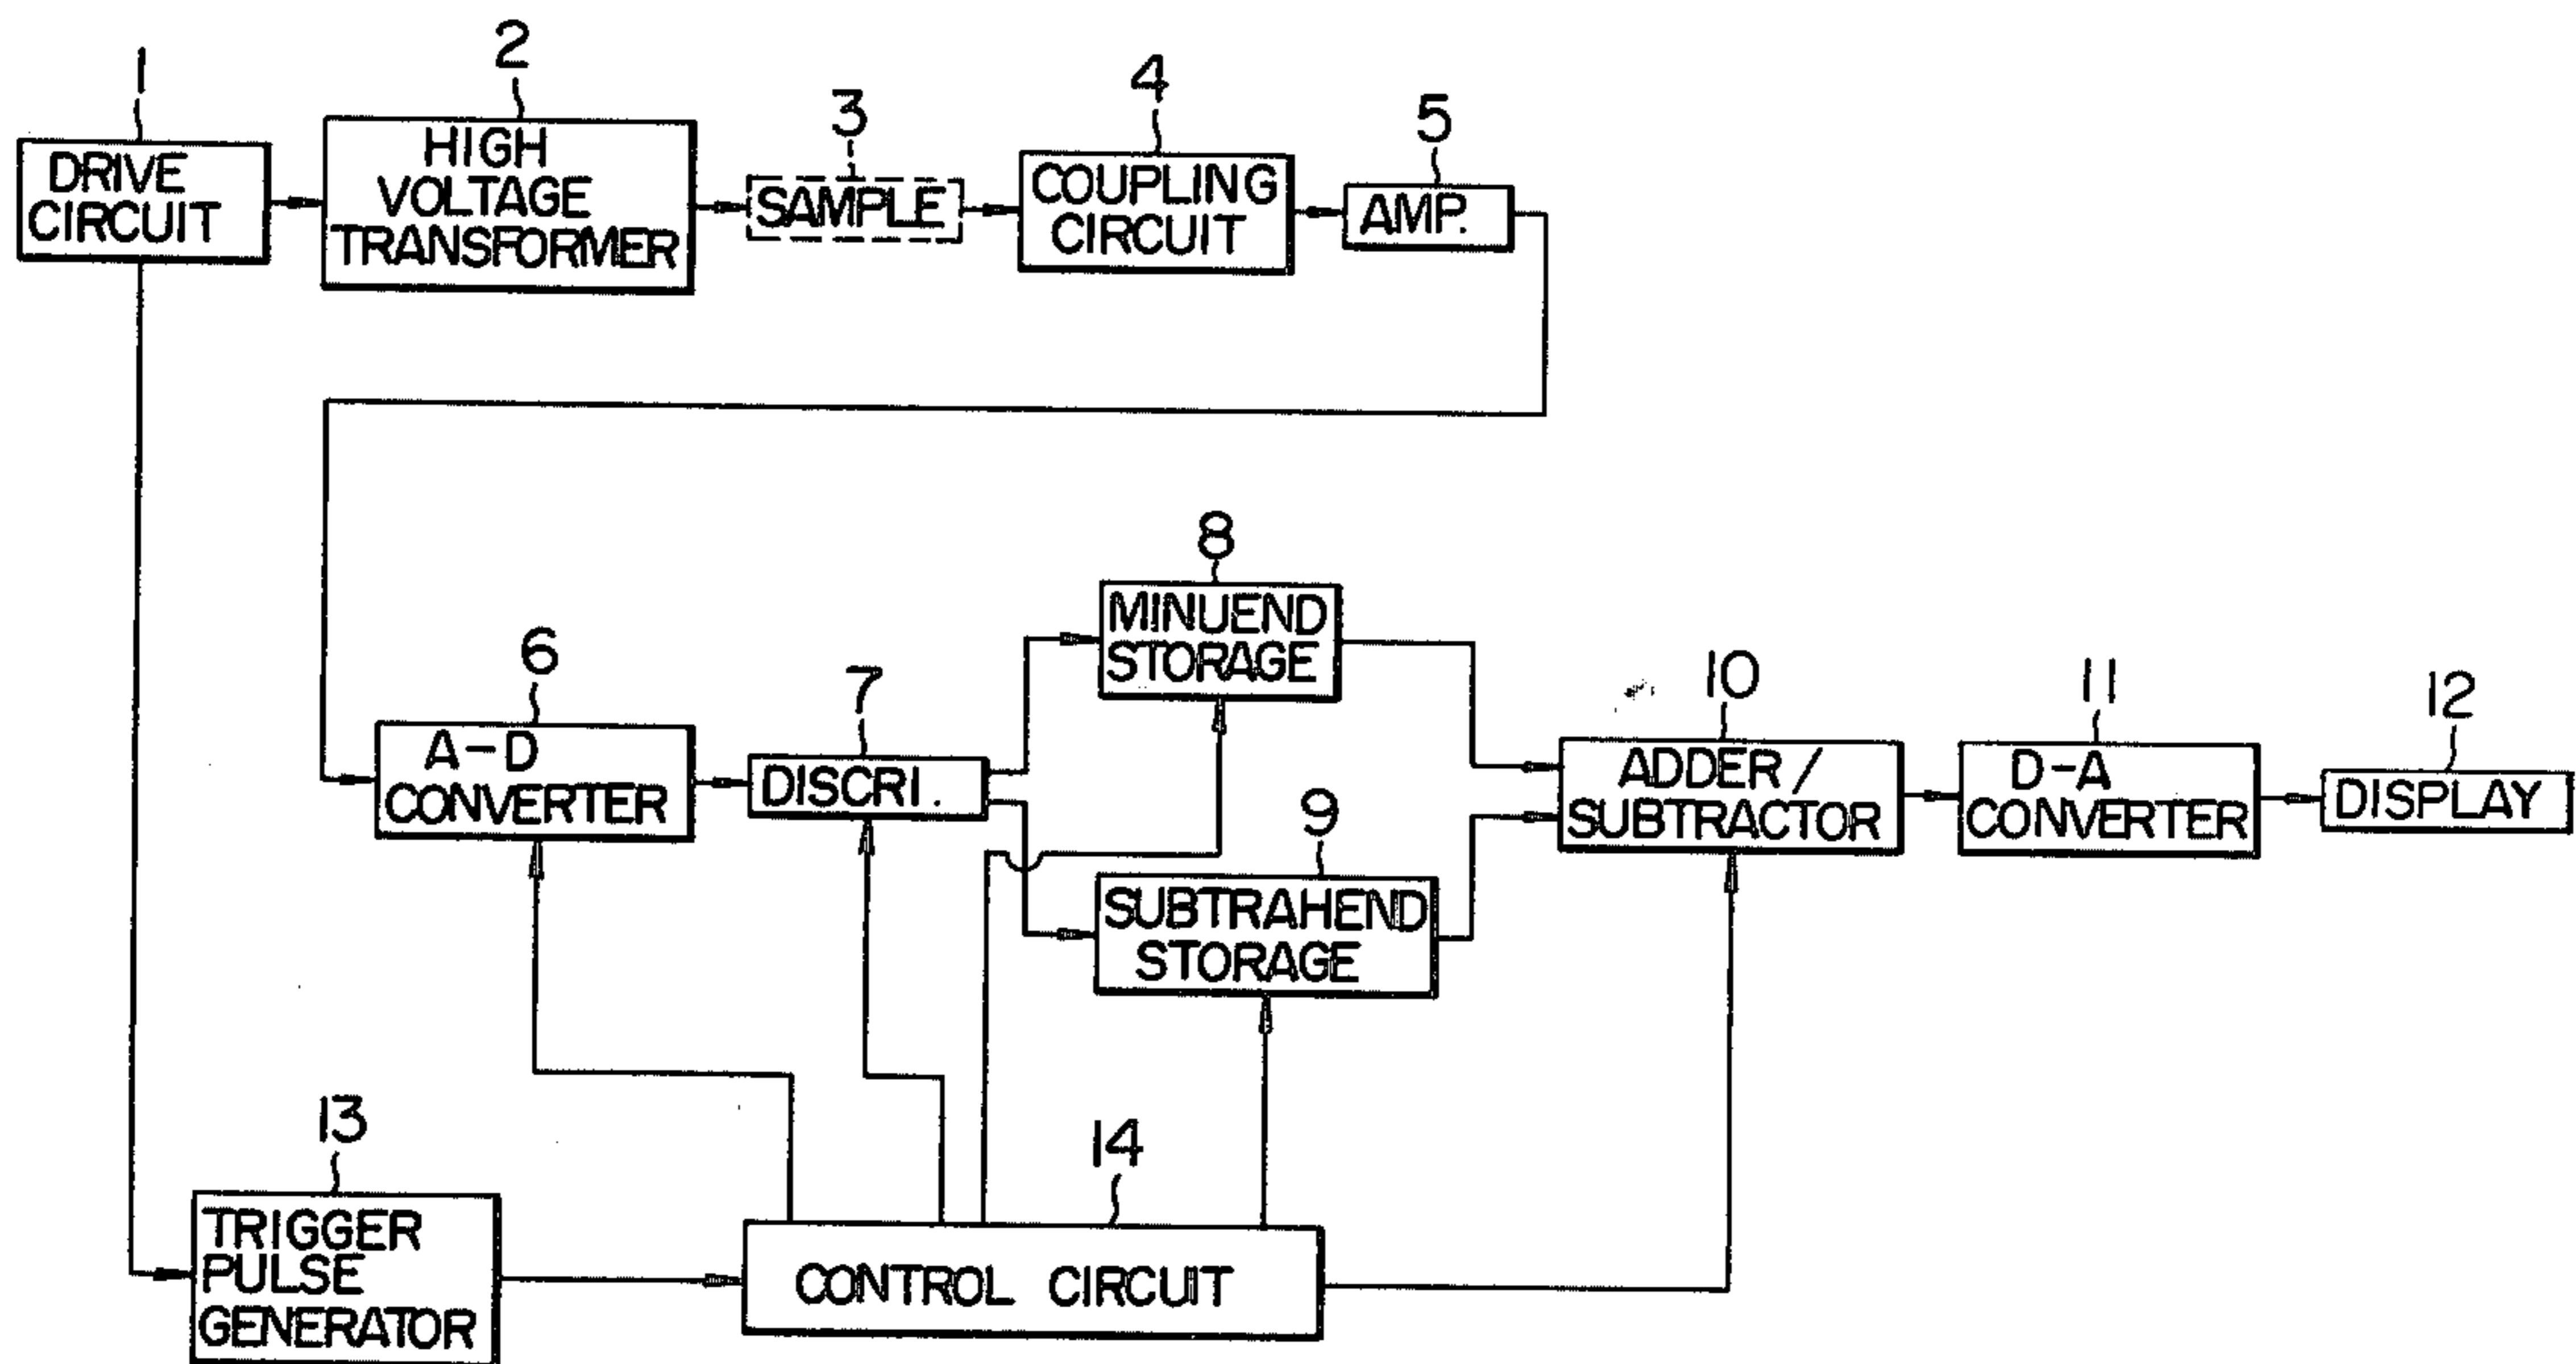 1
DRIVE
CIRCUIT
2
HIGH
VOLTAGE
TRANSFORMER
3
SAMPLE
4
COUPLING
CIRCUIT
5
AMP.
6
A-D
CONVERTER
7
DISCRI.
8
MINUEND
STORAGE
9
SUBTRAHEND
STORAGE
10
ADDER/
SUBTRACTOR
11
D-A
CONVERTER
12
DISPLAY
13
TRIGGER
PULSE
GENERATOR
14
CONTROL CIRCUIT